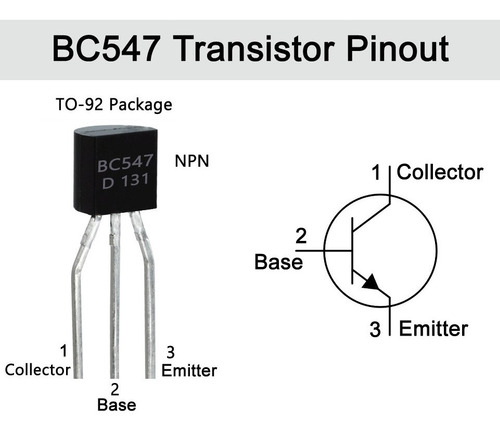 BC547 Transistor Pinout
TO-92 Package
BC547
D 131
NPN
1
Collector
2
Base
3
Emitter
1 Collector
2
Base
3 Emitter